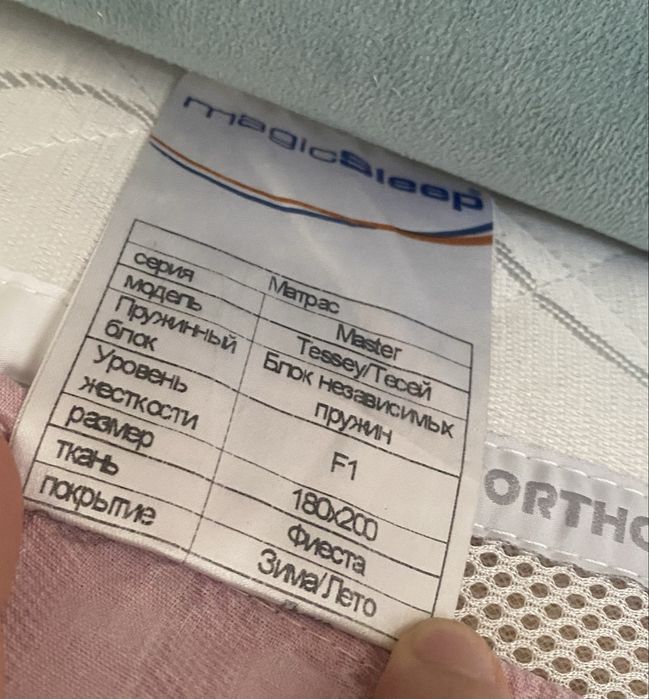 magicSleep
Матрас
серия Master
модель Tessey/Тесей
Пружинный Блок независимых
блок пружин
Уровень
жесткости F1
размер 180x200
ткань Фиеста
покрытие Зима/Лето
ORTHO